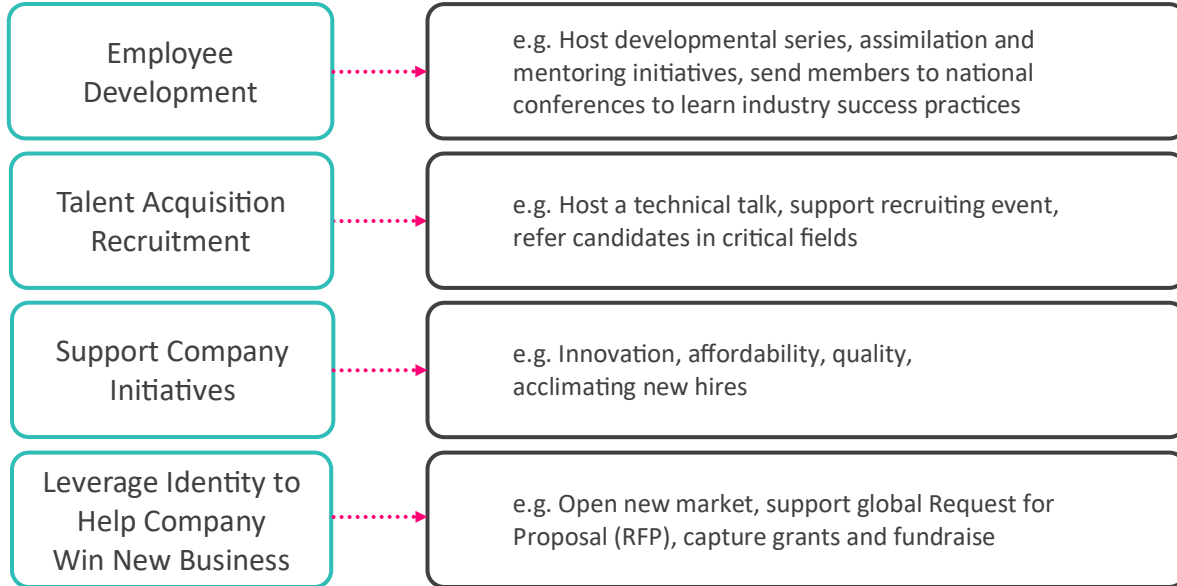 Employee
Development
e.g. Host developmental series, assimilation and
mentoring initiatives, send members to national
conferences to learn industry success practices
Talent Acquisition
Recruitment
e.g. Host a technical talk, support recruiting event,
refer candidates in critical fields
Support Company
Initiatives
e.g. Innovation, affordability, quality,
acclimating new hires
Leverage Identity to
Help Company
Win New Business
e.g. Open new market, support global Request for
Proposal (RFP), capture grants and fundraise